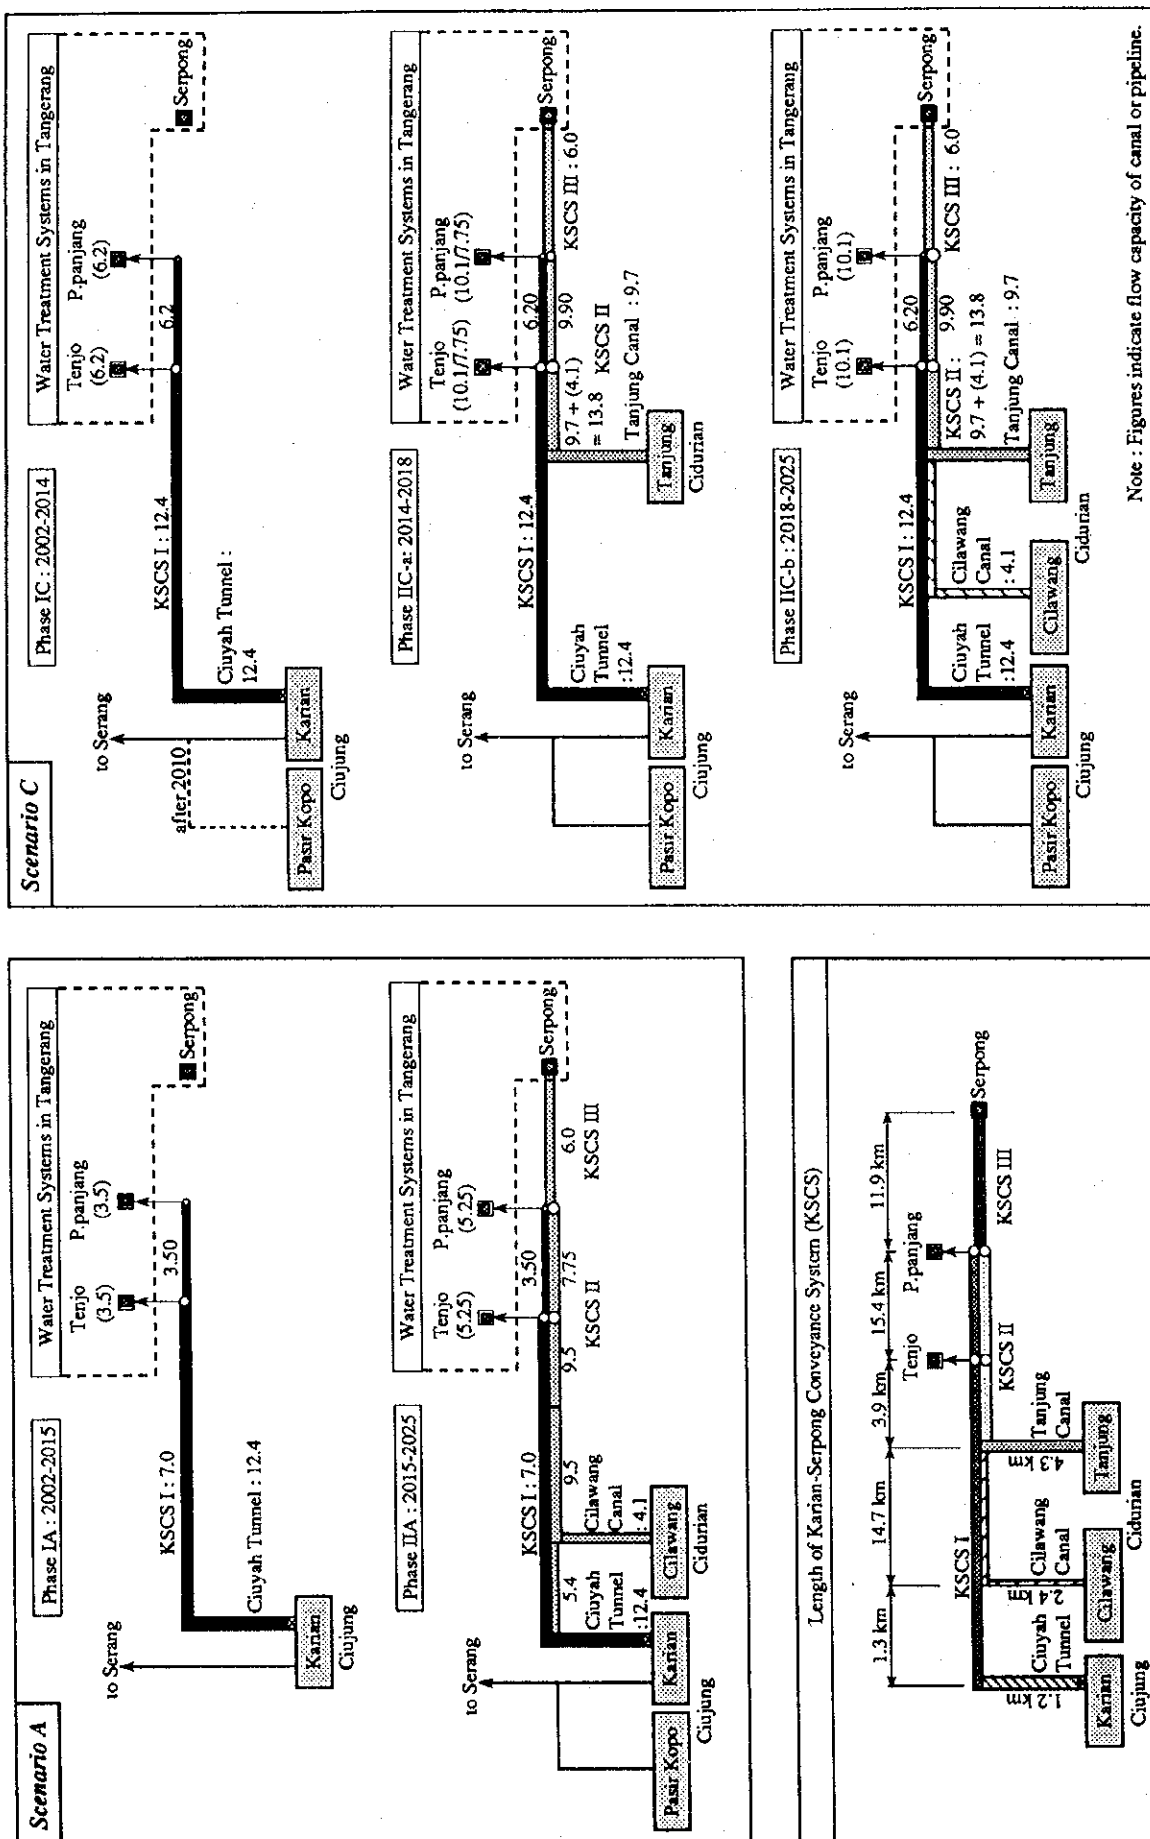 Scenario A
Phase IA : 2002-2015
Water Treatment Systems in Tangerang
Tenjo
(3.5)
P.panjang
(3.5)
Serpong
3.50
KSCS I : 7.0
Ciuyah Tunnel : 12.4
to Serang
Karian
Ciujung
Phase IIA : 2015-2025
Water Treatment Systems in Tangerang
Tenjo
(5.25)
P.panjang
(5.25)
Serpong
3.50
7.75
6.0
KSCS III
KSCS II
9.5
KSCS I : 7.0
9.5
5.4
Cilawang
Canal
: 4.1
Ciuyah
Tunnel
:12.4
to Serang
Pasir Kopo
Karian
Cilawang
Ciujung
Cidurian
Length of Karian-Serpong Conveyance System (KSCS)
1.3 km
14.7 km
3.9 km
15.4 km
11.9 km
Tenjo
P.panjang
Serpong
KSCS I
KSCS II
KSCS III
1.2 km
Ciuyah
Tunnel
2.4 km
Cilawang
Canal
4.3 km
Tanjung
Canal
Karian
Cilawang
Tanjung
Ciujung
Cidurian
Scenario C
Phase IC : 2002-2014
Water Treatment Systems in Tangerang
Tenjo
(6.2)
P.panjang
(6.2)
Serpong
6.2
KSCS I : 12.4
Ciuyah Tunnel :
12.4
to Serang
after 2010
Pasir Kopo
Karian
Ciujung
Phase IIC-a: 2014-2018
Water Treatment Systems in Tangerang
Tenjo
(10.1/7.75)
P.panjang
(10.1/7.75)
Serpong
6.20
9.90
KSCS III : 6.0
KSCS I : 12.4
9.7 + (4.1)
= 13.8
KSCS II
Tanjung Canal : 9.7
Ciuyah
Tunnel
:12.4
to Serang
Pasir Kopo
Karian
Tanjung
Ciujung
Cidurian
Phase IIC-b : 2018-2025
Water Treatment Systems in Tangerang
Tenjo
(10.1)
P.panjang
(10.1)
Serpong
6.20
9.90
KSCS III : 6.0
KSCS I : 12.4
KSCS II :
9.7 + (4.1) = 13.8
Tanjung Canal : 9.7
Cilawang
Canal
: 4.1
Ciuyah
Tunnel
:12.4
to Serang
Pasir Kopo
Karian
Cilawang
Tanjung
Ciujung
Cidurian
Note : Figures indicate flow capacity of canal or pipeline.